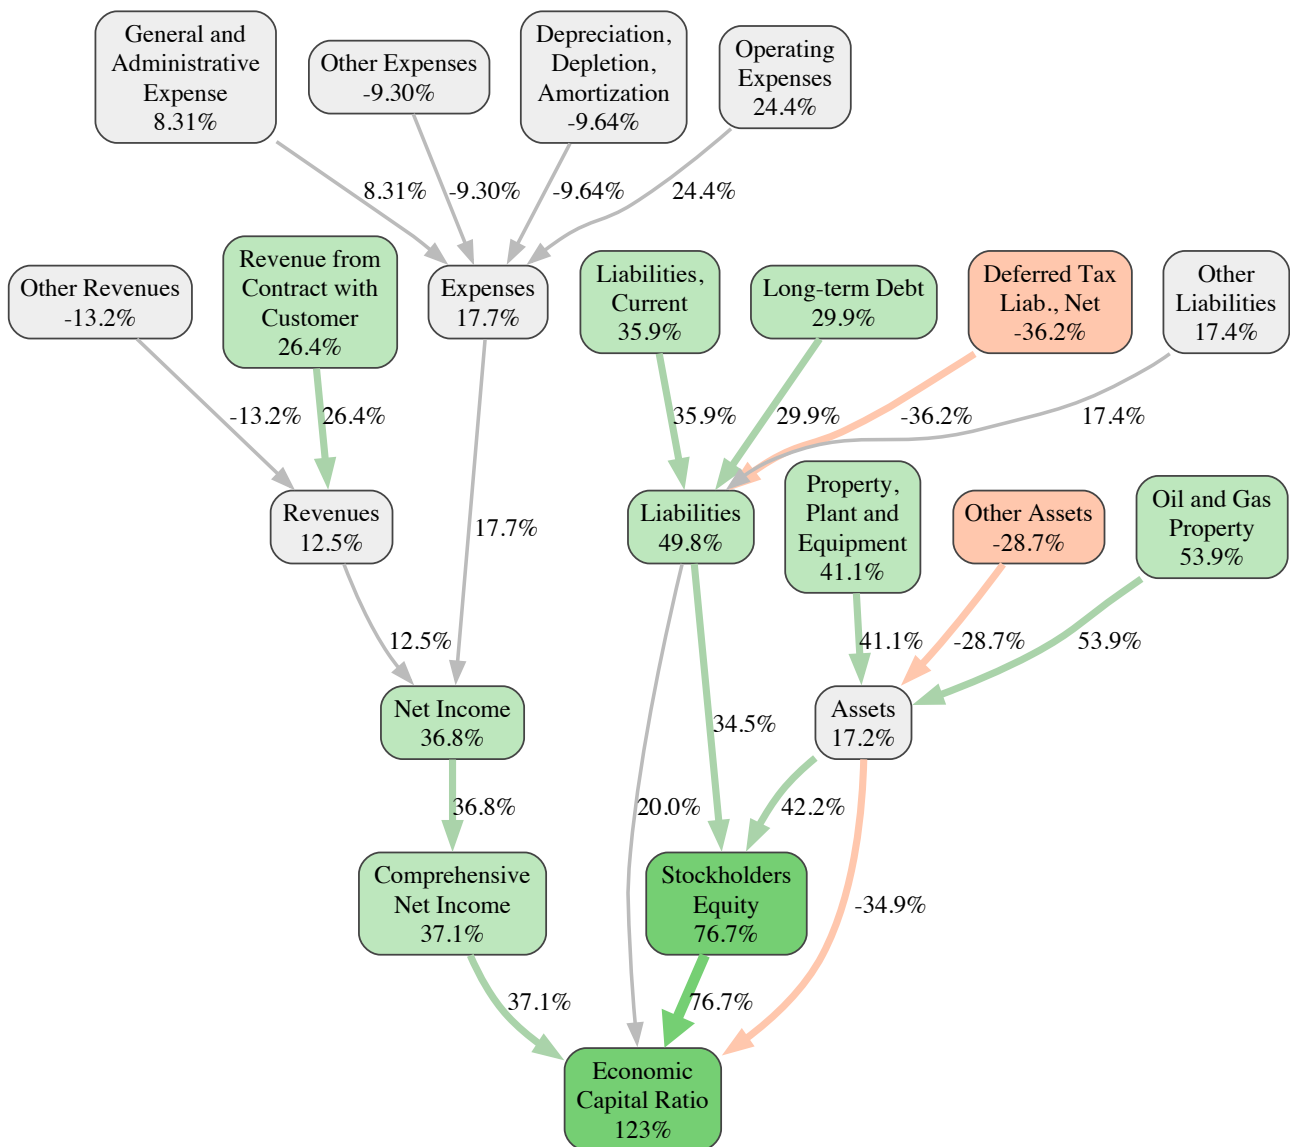 General and
Administrative
Expense
8.31%
Other Expenses
-9.30%
Depreciation,
Depletion,
Amortization
-9.64%
Operating
Expenses
24.4%
8.31%
-9.30%
-9.64%
24.4%
Other Revenues
-13.2%
Revenue from
Contract with
Customer
26.4%
Expenses
17.7%
Liabilities,
Current
35.9%
Long-term Debt
29.9%
Deferred Tax
Liab., Net
-36.2%
Other
Liabilities
17.4%
-13.2%
26.4%
35.9%
29.9%
-36.2%
17.4%
Revenues
12.5%
17.7%
Liabilities
49.8%
Property,
Plant and
Equipment
41.1%
Other Assets
-28.7%
Oil and Gas
Property
53.9%
12.5%
41.1%
-28.7%
53.9%
Net Income
36.8%
34.5%
Assets
17.2%
36.8%
20.0%
42.2%
Comprehensive
Net Income
37.1%
Stockholders
Equity
76.7%
-34.9%
37.1%
76.7%
Economic
Capital Ratio
123%